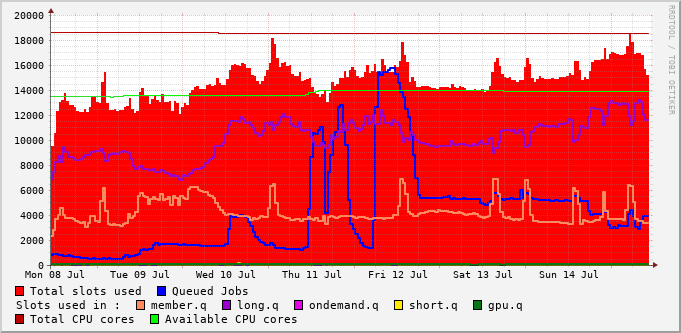 20000
18000
16000
14000
12000
10000
8000
6000
4000
2000
0
Mon 08 Jul Tue 09 Jul Wed 10 Jul Thu 11 Jul Fri 12 Jul Sat 13 Jul Sun 14 Jul
Total slots used Queued Jobs
Slots used in : member.q long.q ondemand.q short.q gpu.q
Total CPU cores Available CPU cores
RRDTOOL / TOBI OETIKER